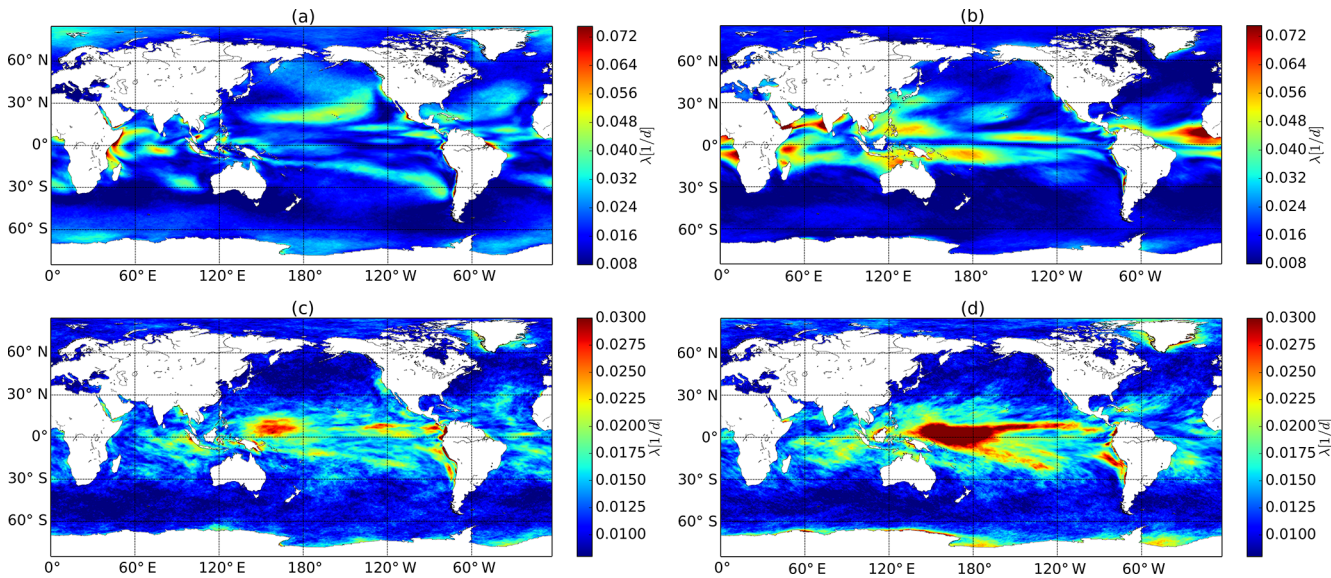 (a)
60° N
30° N
0°
30° S
60° S
0°
60° E
120° E
180°
120° W
60° W
0.072
0.064
0.056
0.048
0.040
0.032
0.024
0.016
0.008
λ[1/d]
(b)
60° N
30° N
0°
30° S
60° S
0°
60° E
120° E
180°
120° W
60° W
0.072
0.064
0.056
0.048
0.040
0.032
0.024
0.016
0.008
λ[1/d]
(c)
60° N
30° N
0°
30° S
60° S
0°
60° E
120° E
180°
120° W
60° W
0.0300
0.0275
0.0250
0.0225
0.0200
0.0175
0.0150
0.0125
0.0100
λ[1/d]
(d)
60° N
30° N
0°
30° S
60° S
0°
60° E
120° E
180°
120° W
60° W
0.0300
0.0275
0.0250
0.0225
0.0200
0.0175
0.0150
0.0125
0.0100
λ[1/d]